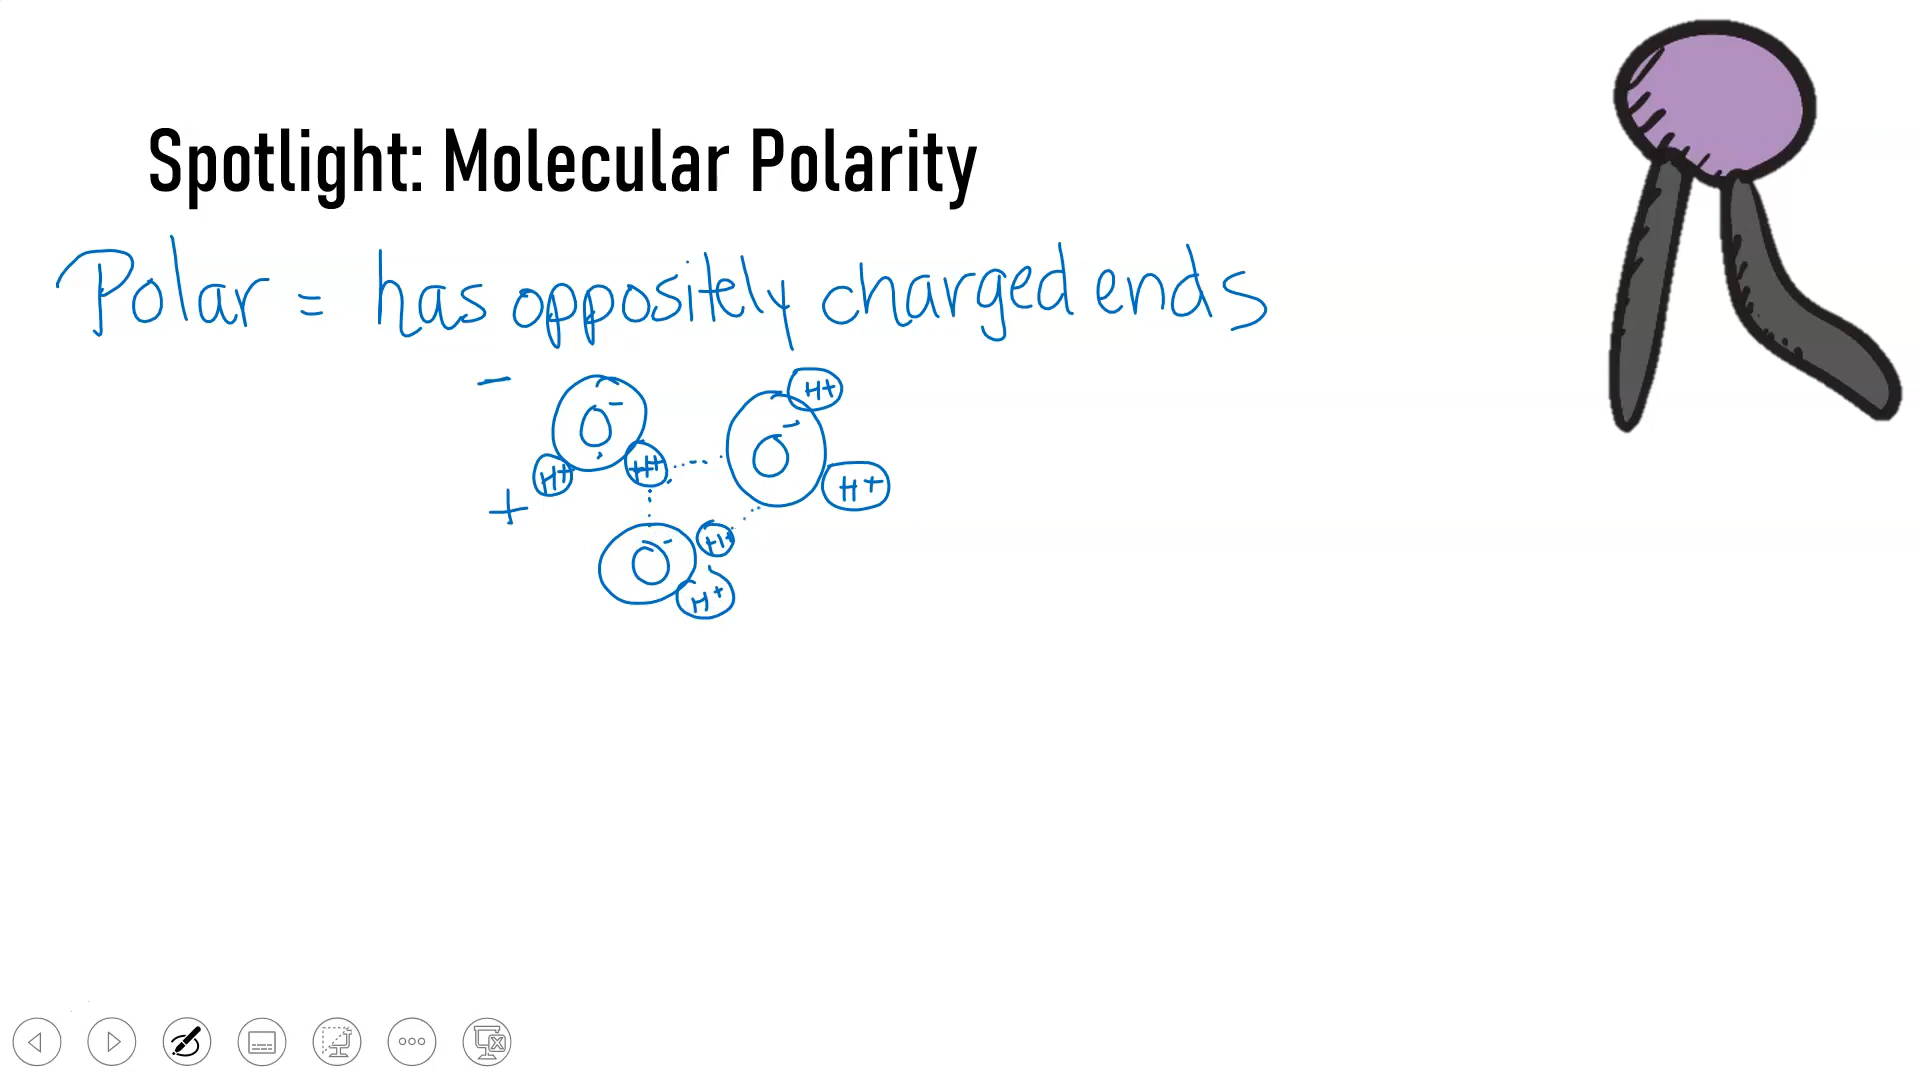 Spotlight: Molecular Polarity
Polar = has oppositely charged ends
-
O- H+
H+ H+ O- H+
+
O- H+
H+